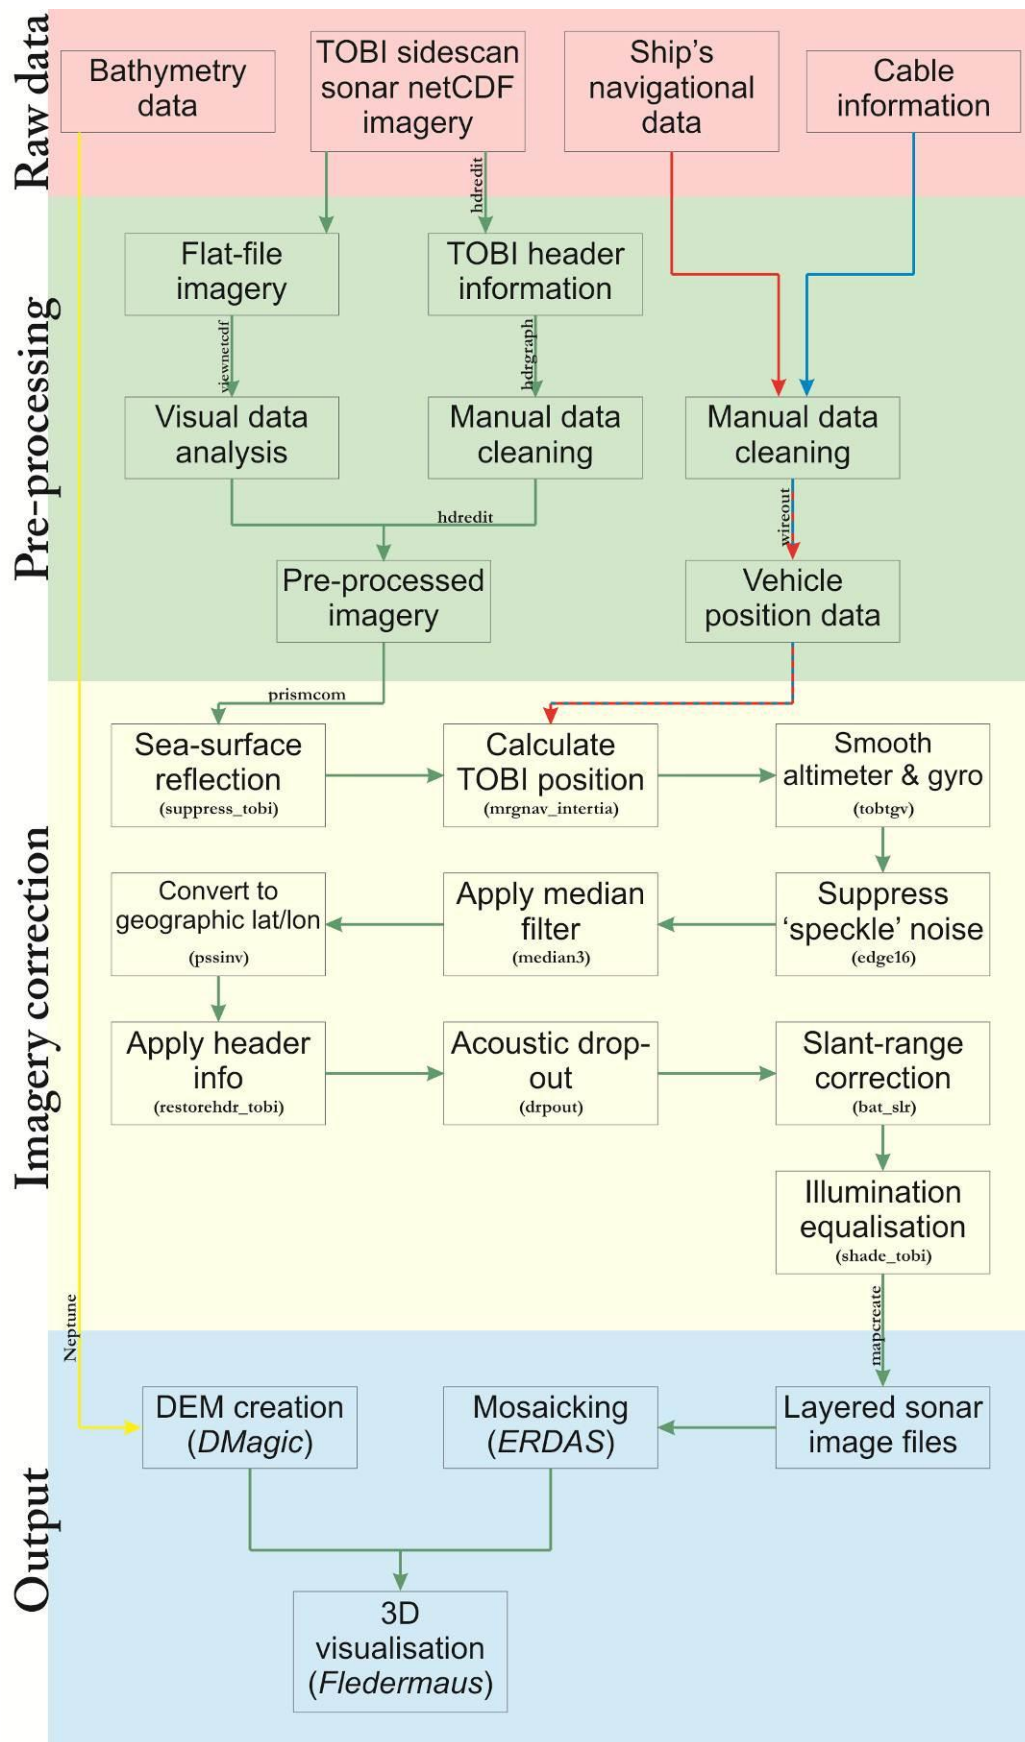 Raw data
Bathymetry
data
TOBI sidescan
sonar netCDF
imagery
Ship's
navigational
data
Cable
information
hdredit
Pre-processing
Flat-file
imagery
TOBI header
information
viewnetcdf
hdrgraph
Visual data
analysis
Manual data
cleaning
Manual data
cleaning
hdredit
wireout
Pre-processed
imagery
Vehicle
position data
prismcom
Imagery correction
Sea-surface
reflection
(suppress_tobi)
Calculate
TOBI position
(mrgnav_intertia)
Smooth
altimeter & gyro
(tobtgv)
Convert to
geographic lat/lon
(pssinv)
Apply median
filter
(median3)
Suppress
‘speckle’ noise
(edge16)
Apply header
info
(restorehdr_tobi)
Acoustic drop-
out
(drpout)
Slant-range
correction
(bat_slr)
Illumination
equalisation
(shade_tobi)
Neptune
mapcreate
Output
DEM creation
(DMagic)
Mosaicking
(ERDAS)
Layered sonar
image files
3D
visualisation
(Fledermaus)